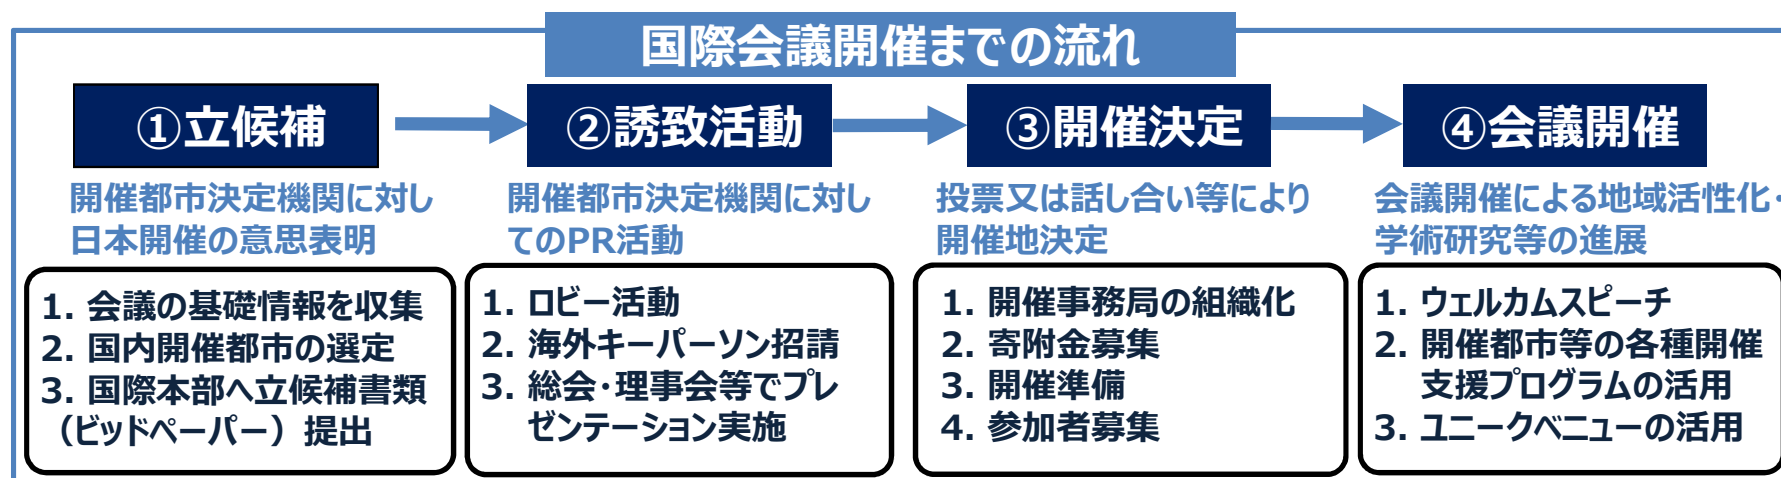 国際会議開催までの流れ
①立候補
②誘致活動
③開催決定
④会議開催
開催都市決定機関に対し
日本開催の意思表明
開催都市決定機関に対し
てのPR活動
投票又は話し合い等により
開催地決定
会議開催による地域活性化・
学術研究等の進展
1. 会議の基礎情報を収集
2. 国内開催都市の選定
3. 国際本部へ立候補書類
（ビッドペーパー）提出
1. ロビー活動
2. 海外キーパーソン招請
3. 総会・理事会等でプレ
ゼンテーション実施
1. 開催事務局の組織化
2. 寄附金募集
3. 開催準備
4. 参加者募集
1. ウェルカムスピーチ
2. 開催都市等の各種開催
支援プログラムの活用
3. ユニークベニューの活用